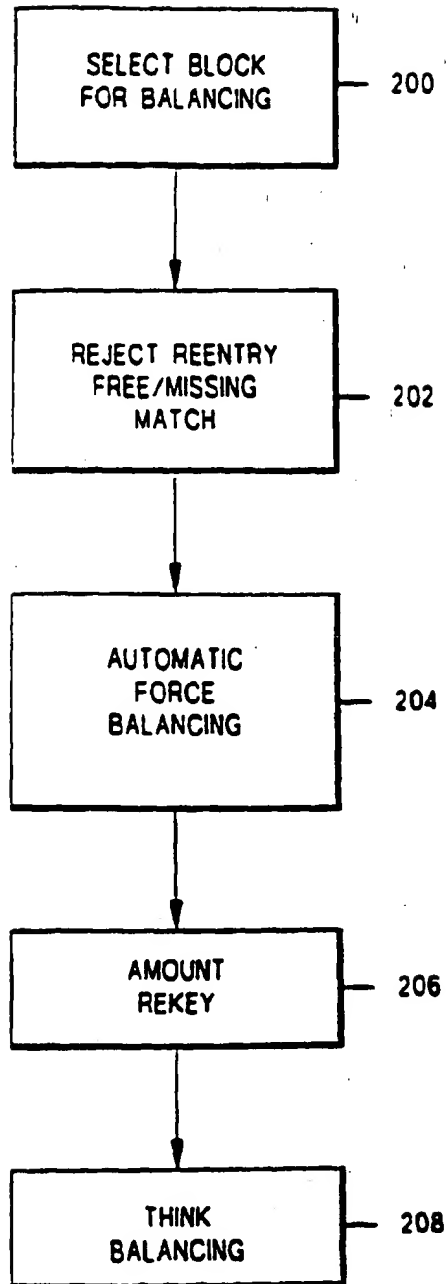 SELECT BLOCK
FOR BALANCING
200
REJECT REENTRY
FREE/MISSING
MATCH
202
AUTOMATIC
FORCE
BALANCING
204
AMOUNT
REKEY
206
THINK
BALANCING
208